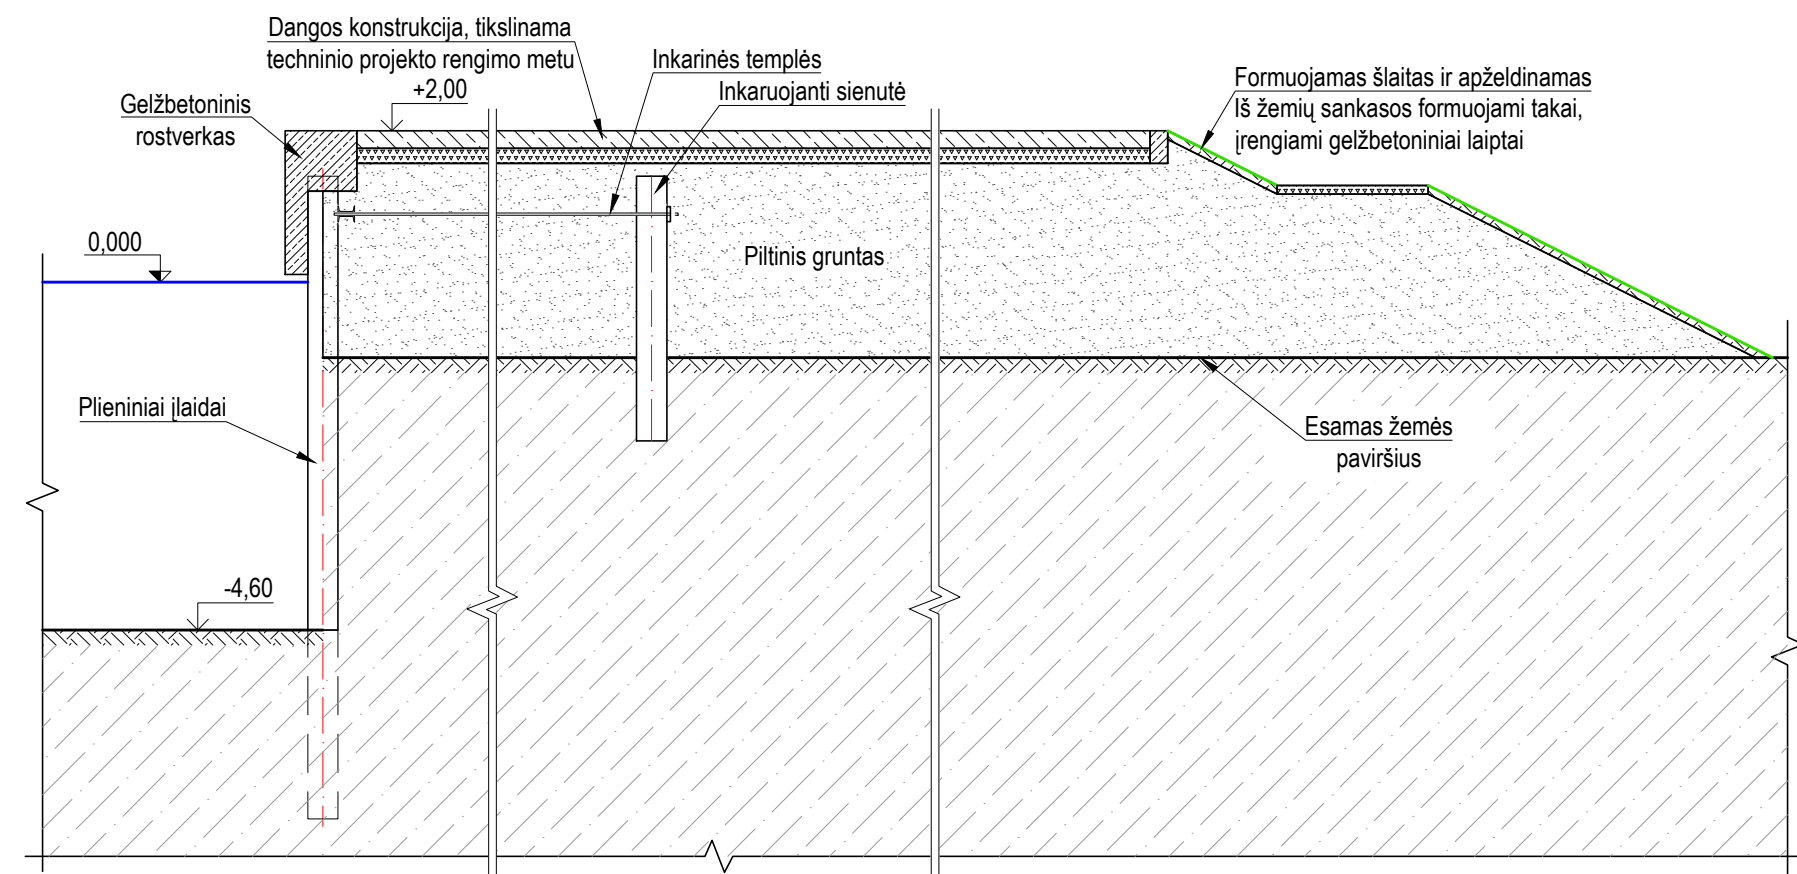 Dangos konstrukcija, tikslinama
techninio projekto rengimo metu
+2,00
Inkarinės templės
Inkaruojanti sienutė
Gelžbetoninis
rostverkas
Formuojamas šlaitas ir apželdinamas
Iš žemių sankasos formuojami takai,
įrengiami gelžbetoniniai laiptai
0,000
Piltinis gruntas
Plieniniai įlaidai
Esamas žemės
paviršius
-4,60